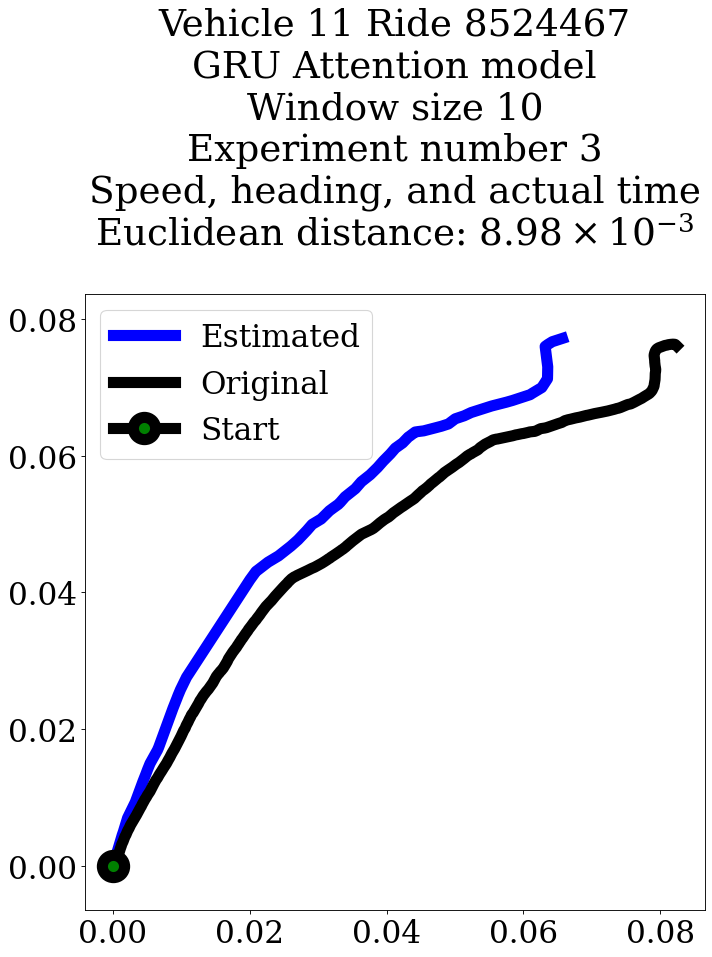 Vehicle 11 Ride 8524467
GRU Attention model
Window size 10
Experiment number 3
Speed, heading, and actual time
Euclidean distance: 8.98 × 10⁻³
0.08
0.06
0.04
0.02
0.00
Estimated
Original
Start
0.00 0.02 0.04 0.06 0.08